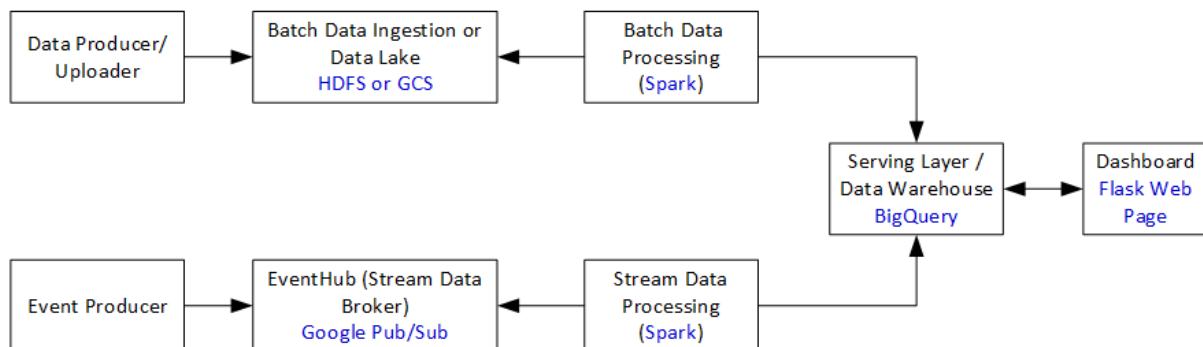 Data Producer/
Uploader
Batch Data Ingestion or
Data Lake
HDFS or GCS
Batch Data
Processing
(Spark)
Serving Layer /
Data Warehouse
BigQuery
Dashboard
Flask Web
Page
Event Producer
EventHub (Stream Data
Broker)
Google Pub/Sub
Stream Data
Processing
(Spark)